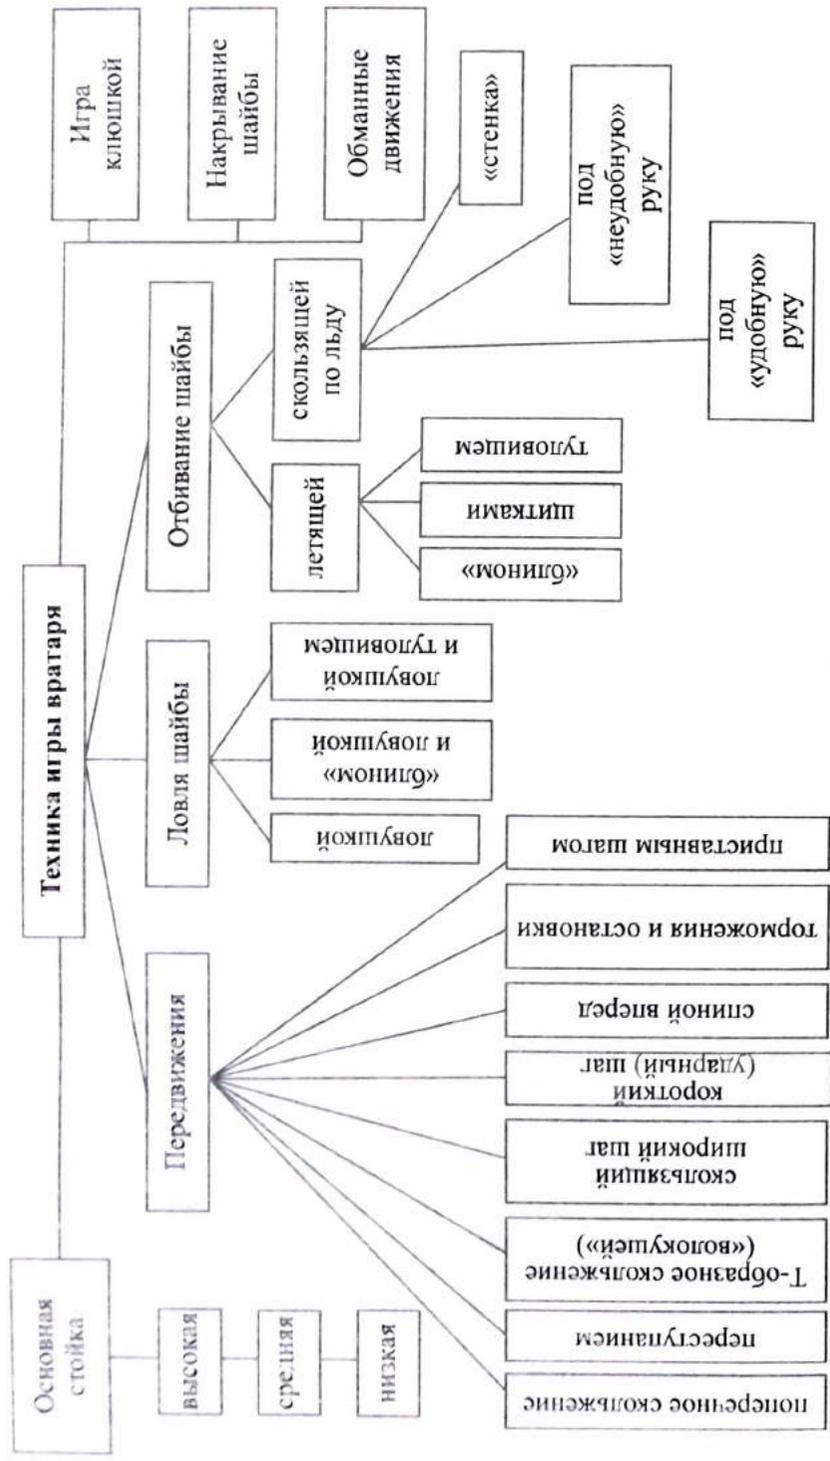 Техника игры вратаря
Основная
стойка
высокая
средняя
низкая
Передвижения
поперечное скольжение
переступанием
Т-образное скольжение
(«волокушей»)
скользящий
широкий шаг
короткий
(ударный) шаг
спиной вперед
торможения и остановки
приставным шагом
Ловля шайбы
ловушкой
«блином»
и ловушкой
ловушкой
и туловищем
Отбивание шайбы
летящей
«блином»
щитками
туловищем
скользящей
по льду
под
«удобную»
руку
под
«неудобную»
руку
«стенка»
Игра
клюшкой
Накрывание
шайбы
Обманные
движения